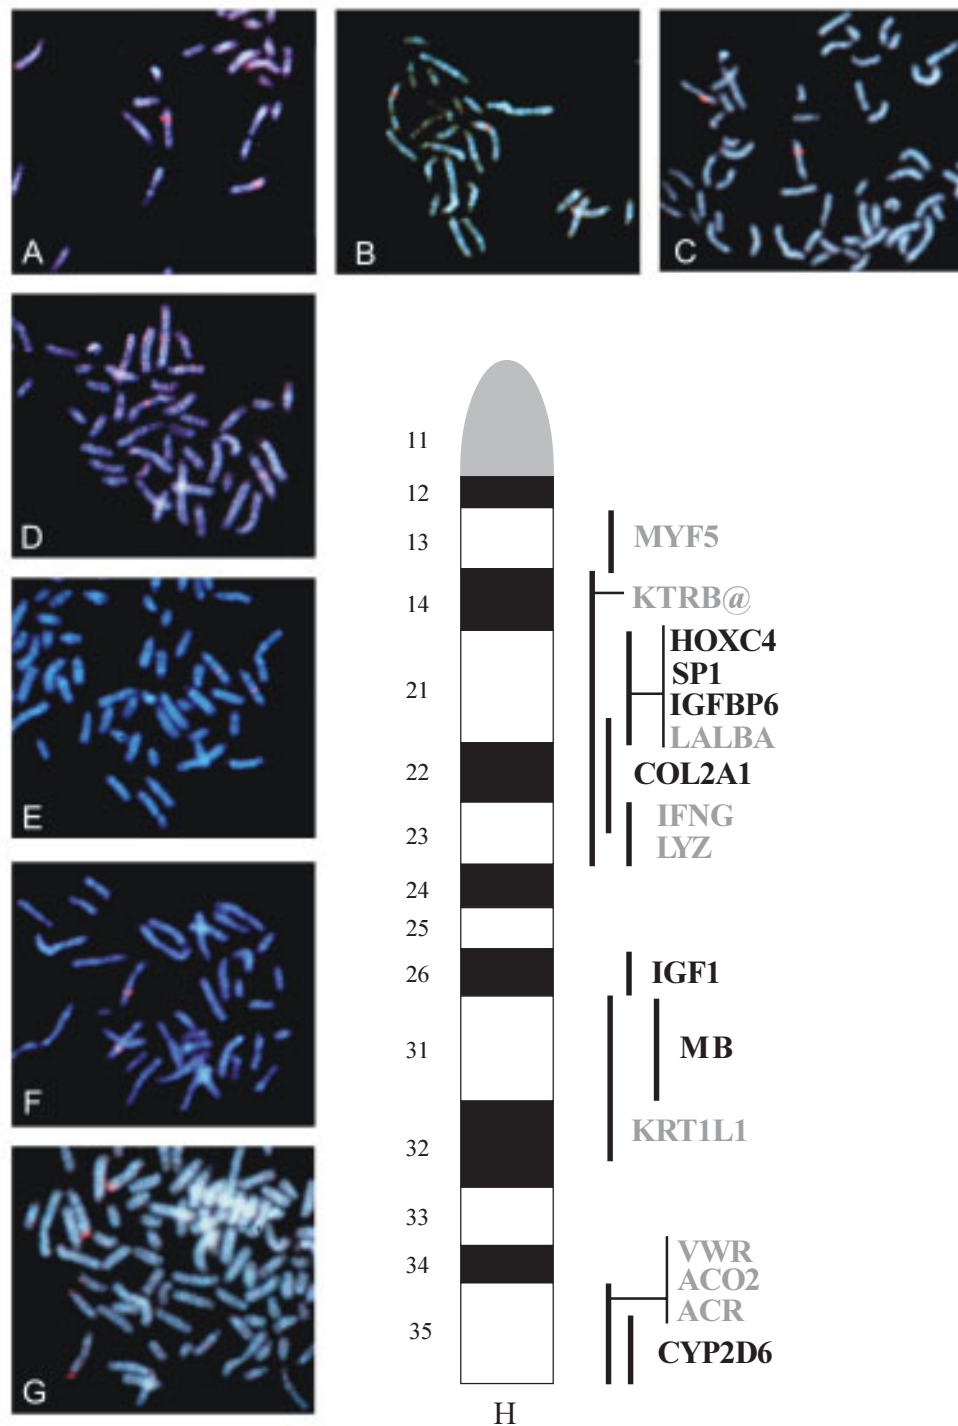 A
B
C
D
E
F
G
11
12
13
14
21
22
23
24
25
26
31
32
33
34
35
MYF5
KTRB@
HOXC4
SP1
IGFBP6
LALBA
COL2A1
IFNG
LYZ
IGF1
MB
KRT1L1
VWR
ACO2
ACR
CYP2D6
H